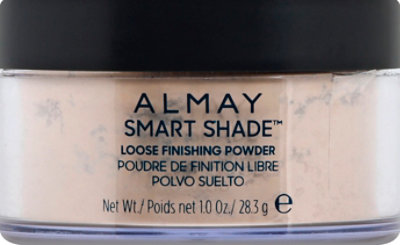 ALMAY
SMART SHADE™
LOOSE FINISHING POWDER
POUDRE DE FINITION LIBRE
POLVO SUELTO
Net Wt./Poids net 1.0 Oz./28.3 g ℮